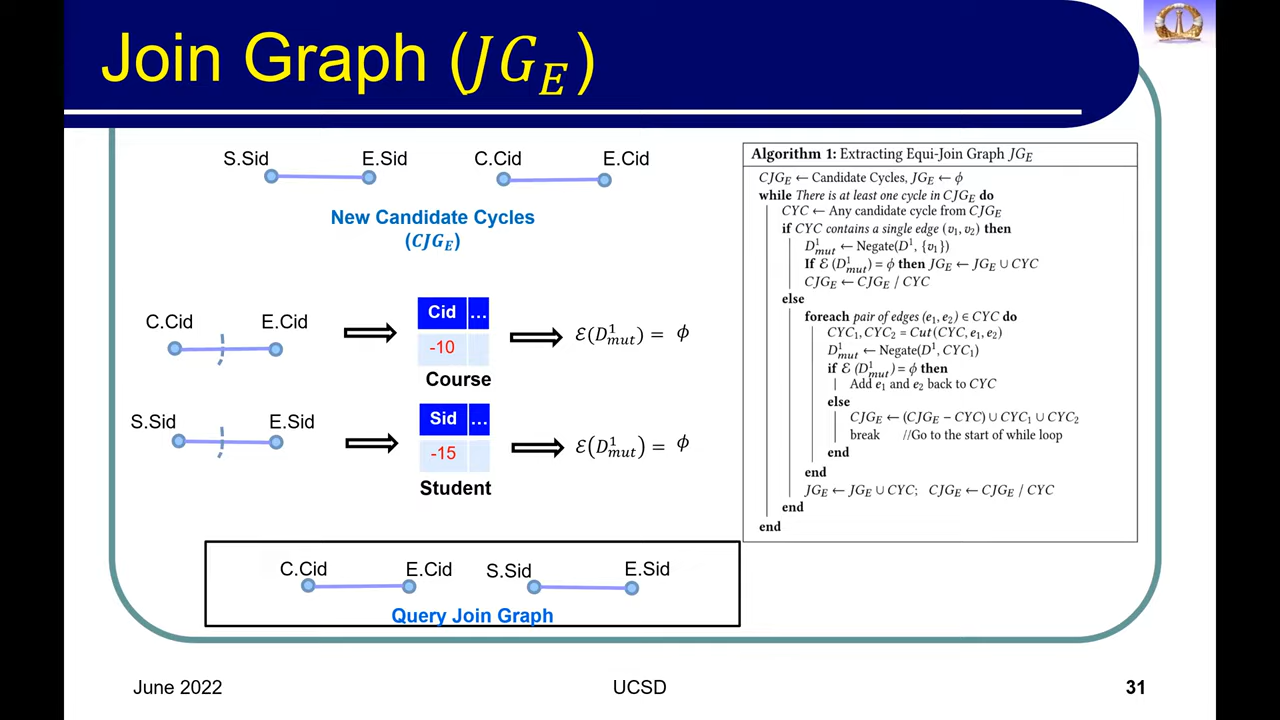 Join Graph (𝐽𝐺_E)
S.Sid E.Sid C.Cid E.Cid
New Candidate Cycles
(𝑪𝑱𝑮_E)
C.Cid E.Cid
Cid …
-10
Course
ℰ(D¹_mut) = ϕ
S.Sid E.Sid
Sid …
-15
Student
ℰ(D¹_mut) = ϕ
C.Cid E.Cid S.Sid E.Sid
Query Join Graph
Algorithm 1: Extracting Equi-Join Graph JG_E
CJG_E ← Candidate Cycles, JG_E ← ϕ
while There is at least one cycle in CJG_E do
CYC ← Any candidate cycle from CJG_E
if CYC contains a single edge (v₁, v₂) then
D¹_mut ← Negate(D¹, {v₁})
If ℰ (D¹_mut) = ϕ then JG_E ← JG_E ∪ CYC
CJG_E ← CJG_E / CYC
else
foreach pair of edges (e₁, e₂) ∈ CYC do
CYC₁, CYC₂ = Cut(CYC, e₁, e₂)
D¹_mut ← Negate(D¹, CYC₁)
if ℰ (D¹_mut) = ϕ then
Add e₁ and e₂ back to CYC
else
CJG_E ← (CJG_E − CYC) ∪ CYC₁ ∪ CYC₂
break //Go to the start of while loop
end
end
JG_E ← JG_E ∪ CYC; CJG_E ← CJG_E / CYC
end
end
June 2022 UCSD 31